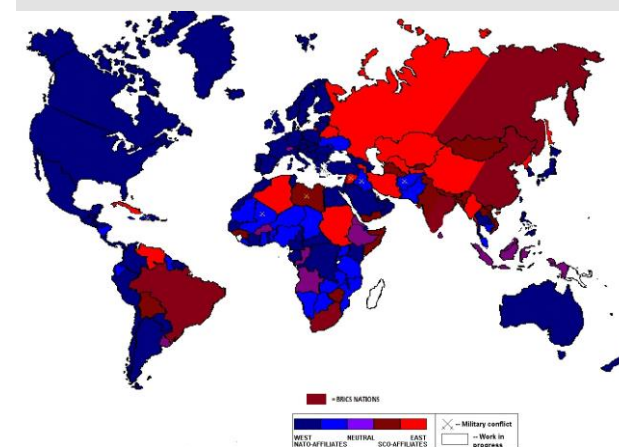 = BRICS NATIONS
WEST NEUTRAL EAST
NATO-AFFILIATES SCO-AFFILIATES
-- Military conflict
-- Work in
progress